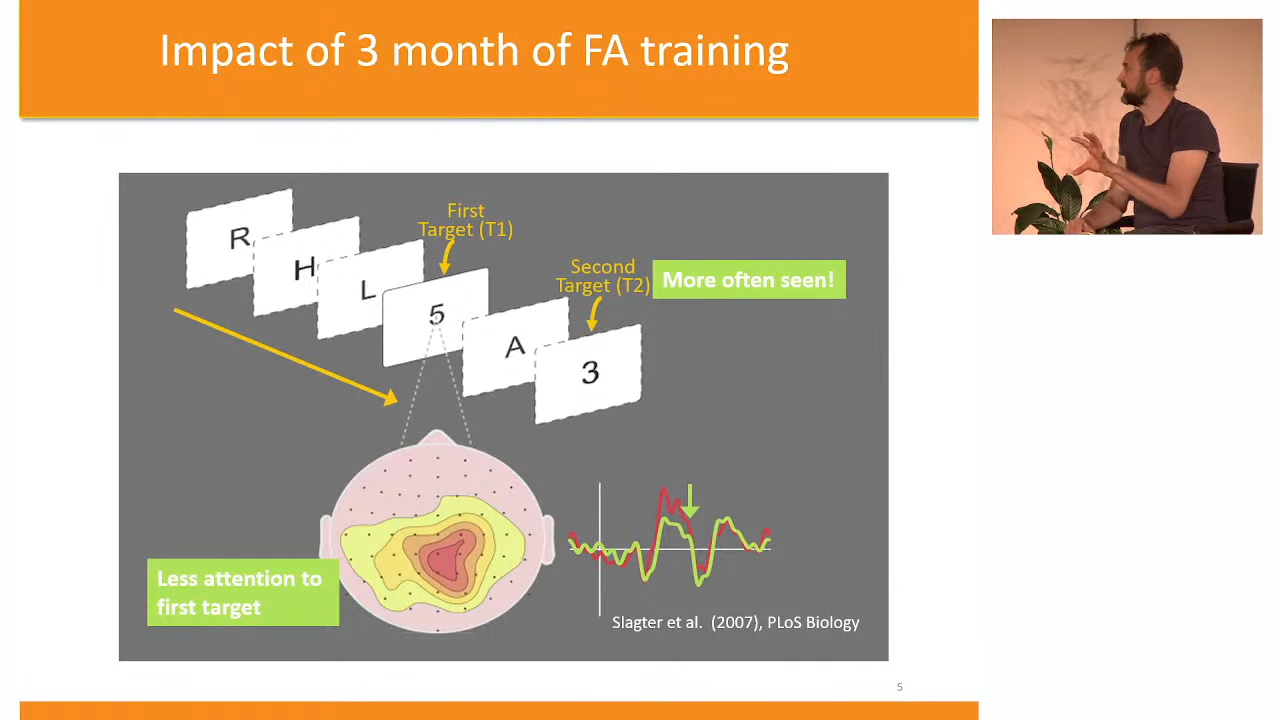 Impact of 3 month of FA training
R
H
L
First
Target (T1)
5
A
Second
Target (T2)
3
More often seen!
Less attention to
first target
Slagter et al. (2007), PLoS Biology
5